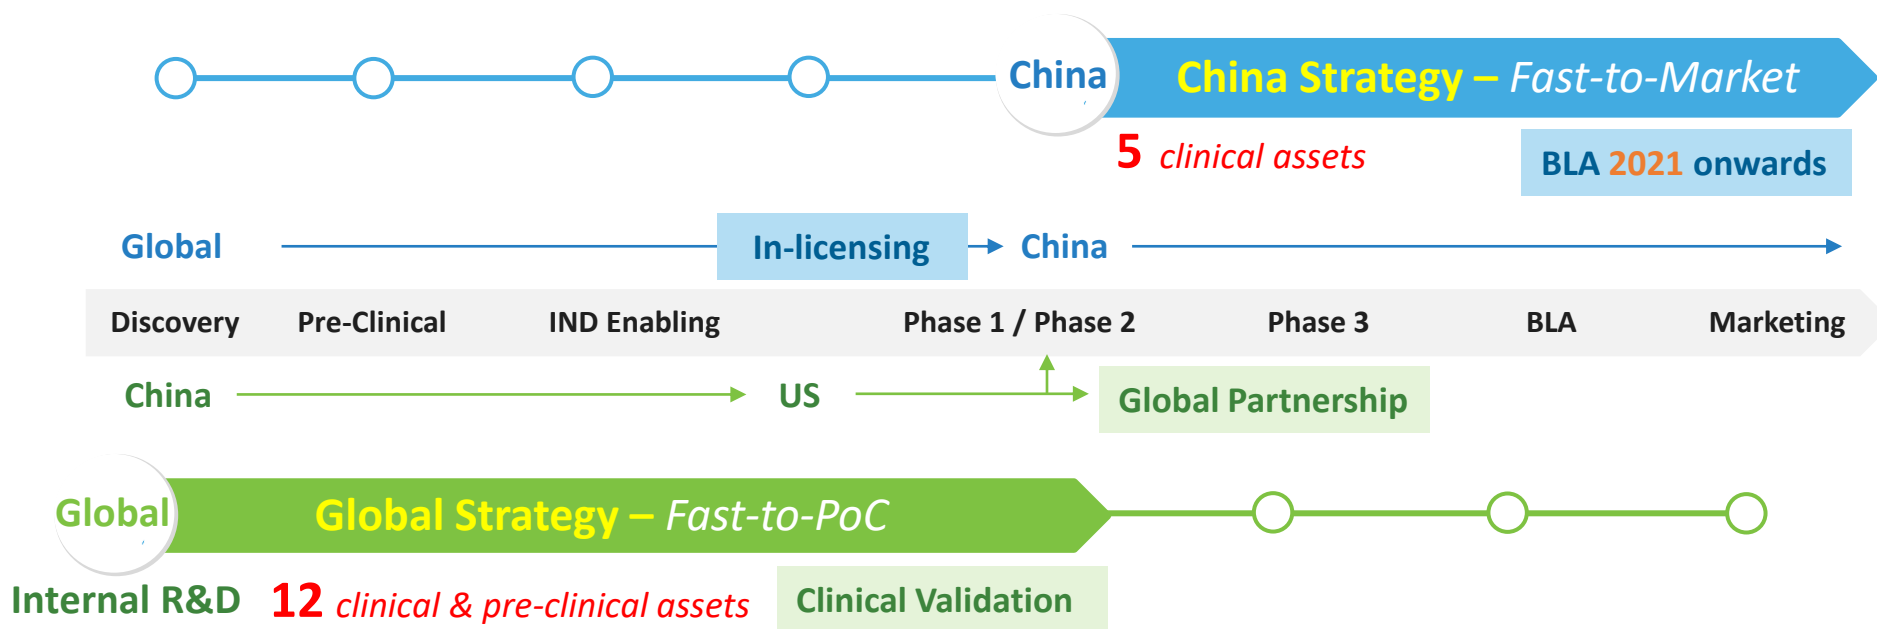 China
China Strategy – Fast-to-Market
5 clinical assets
BLA 2021 onwards
Global
In-licensing
China
Discovery
Pre-Clinical
IND Enabling
Phase 1 / Phase 2
Phase 3
BLA
Marketing
China
US
Global Partnership
Global
Global Strategy – Fast-to-PoC
Internal R&D
12 clinical & pre-clinical assets
Clinical Validation